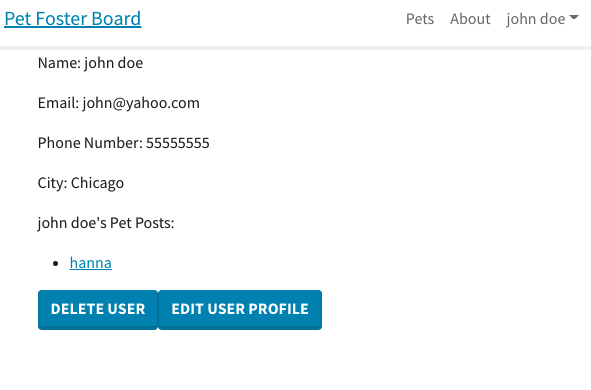 Pet Foster Board Pets About john doe
Name: john doe
Email: john@yahoo.com
Phone Number: 55555555
City: Chicago
john doe's Pet Posts:
hanna
DELETE USER EDIT USER PROFILE